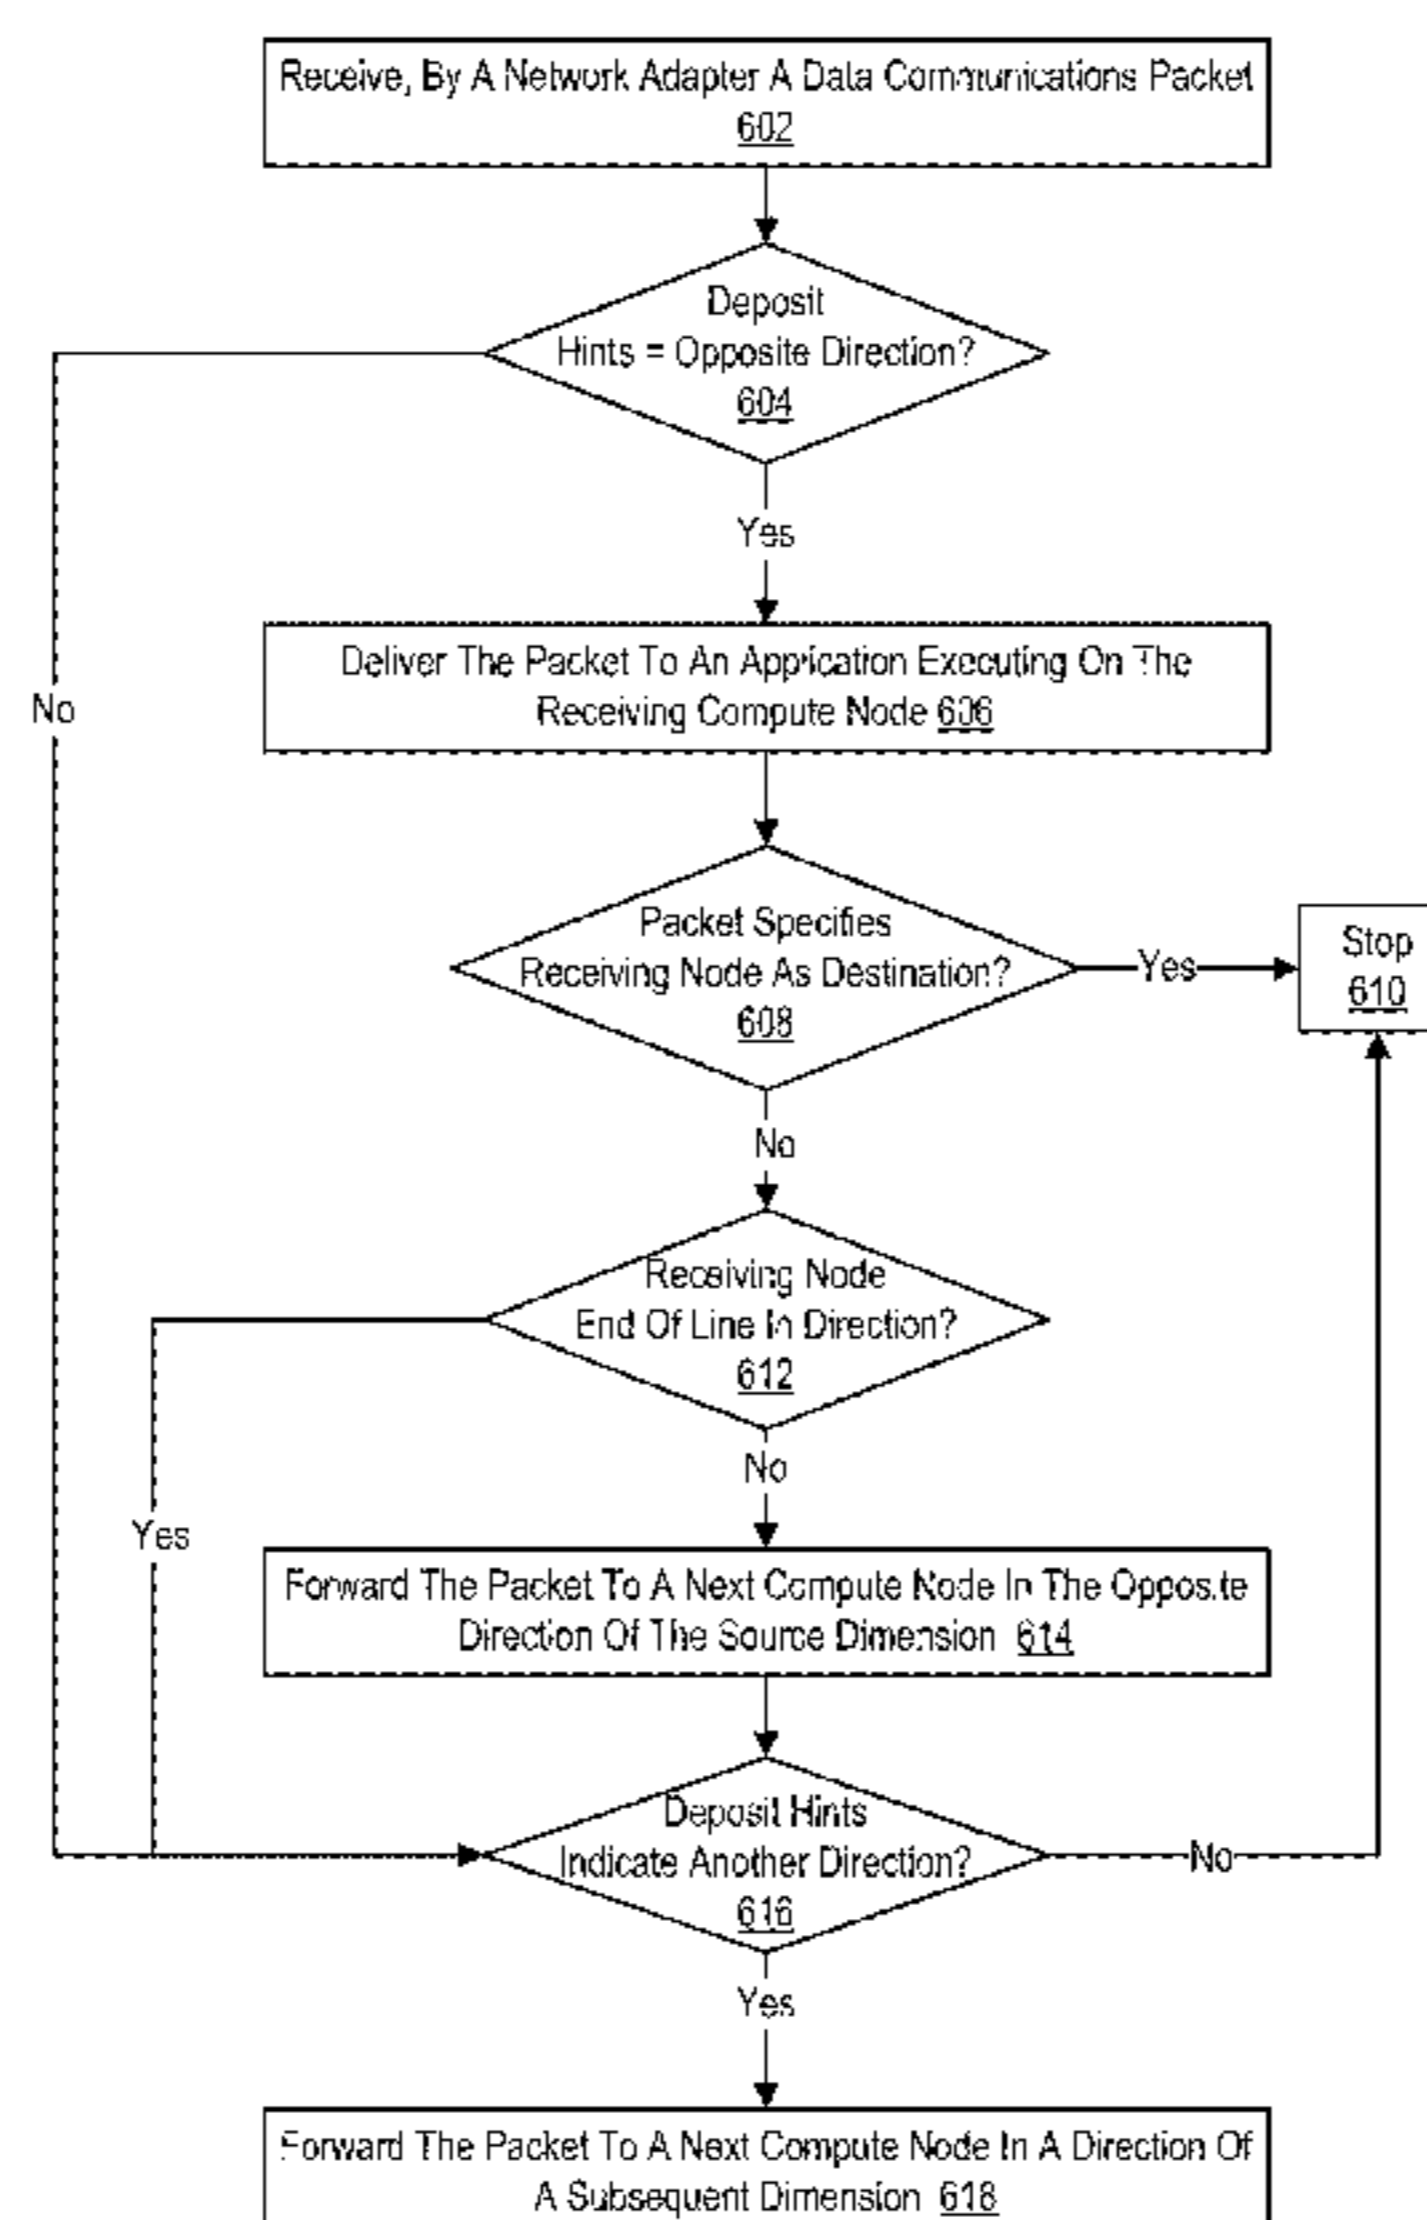 Receive, By A Network Adapter A Data Communications Packet
602
Deposit
Hints = Opposite Direction?
604
Yes
No
Deliver The Packet To An Application Executing On The
Receiving Compute Node 606
Packet Specifies
Receiving Node As Destination?
608
Yes
Stop
610
No
Receiving Node
End Of Line In Direction?
612
No
Yes
Forward The Packet To A Next Compute Node In The Opposite
Direction Of The Source Dimension 614
Deposit Hints
Indicate Another Direction?
616
No
Yes
Forward The Packet To A Next Compute Node In A Direction Of
A Subsequent Dimension 618